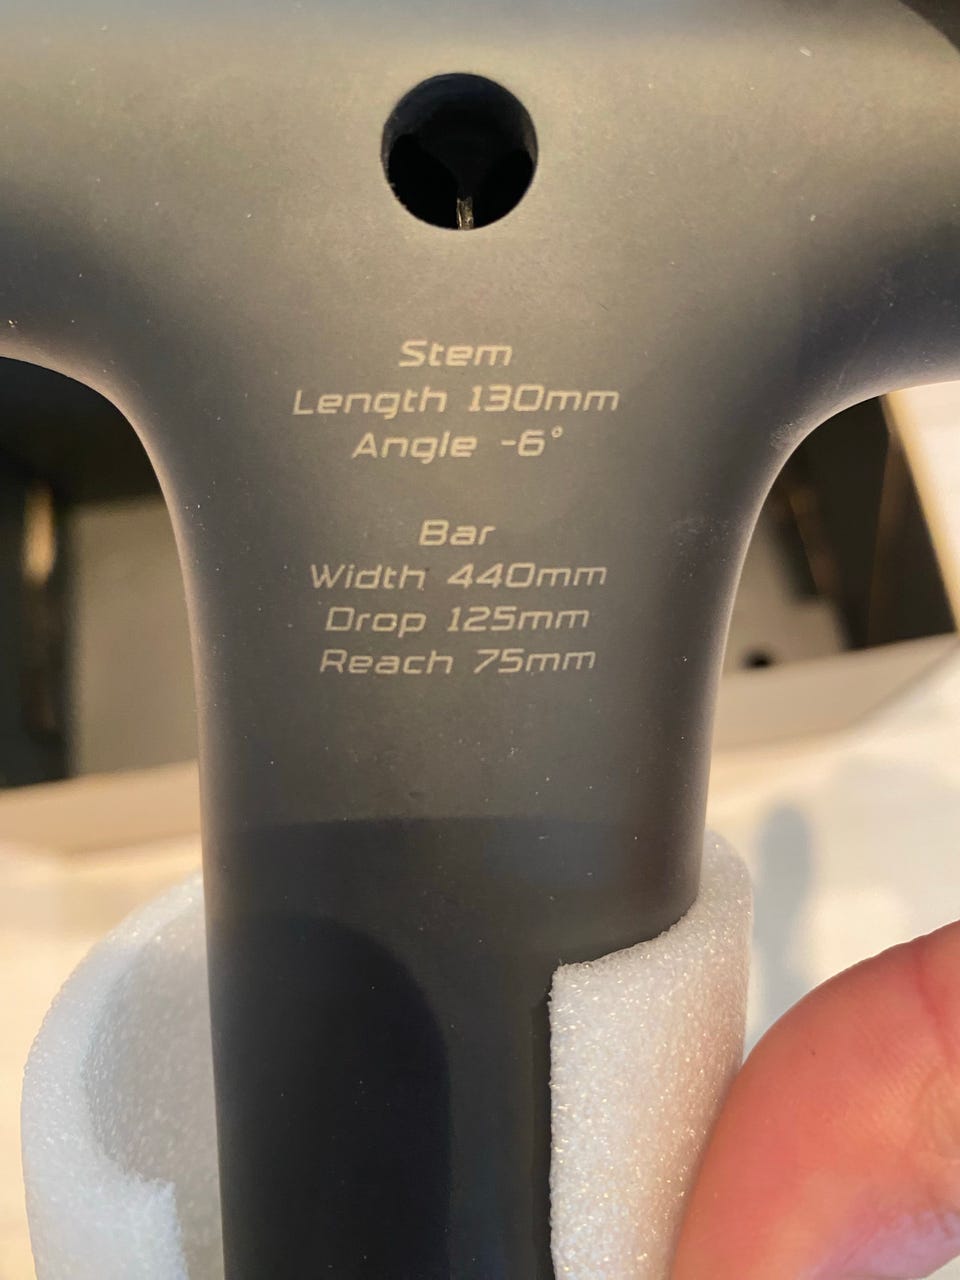 Stem
Length 130mm
Angle -6°
Bar
Width 440mm
Drop 125mm
Reach 75mm